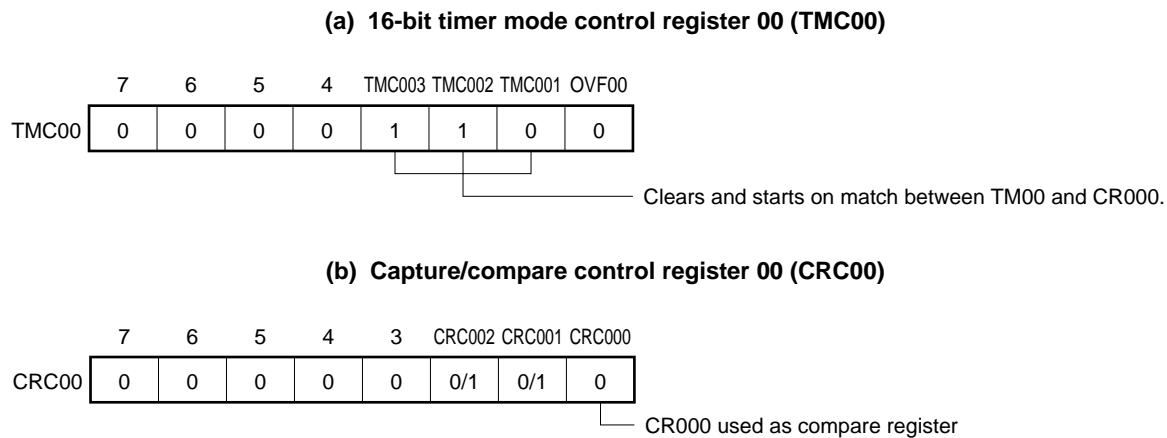 (a) 16-bit timer mode control register 00 (TMC00)
7 6 5 4 TMC003 TMC002 TMC001 OVF00
TMC00 0 0 0 0 1 1 0 0
Clears and starts on match between TM00 and CR000.
(b) Capture/compare control register 00 (CRC00)
7 6 5 4 3 CRC002 CRC001 CRC000
CRC00 0 0 0 0 0 0/1 0/1 0
CR000 used as compare register